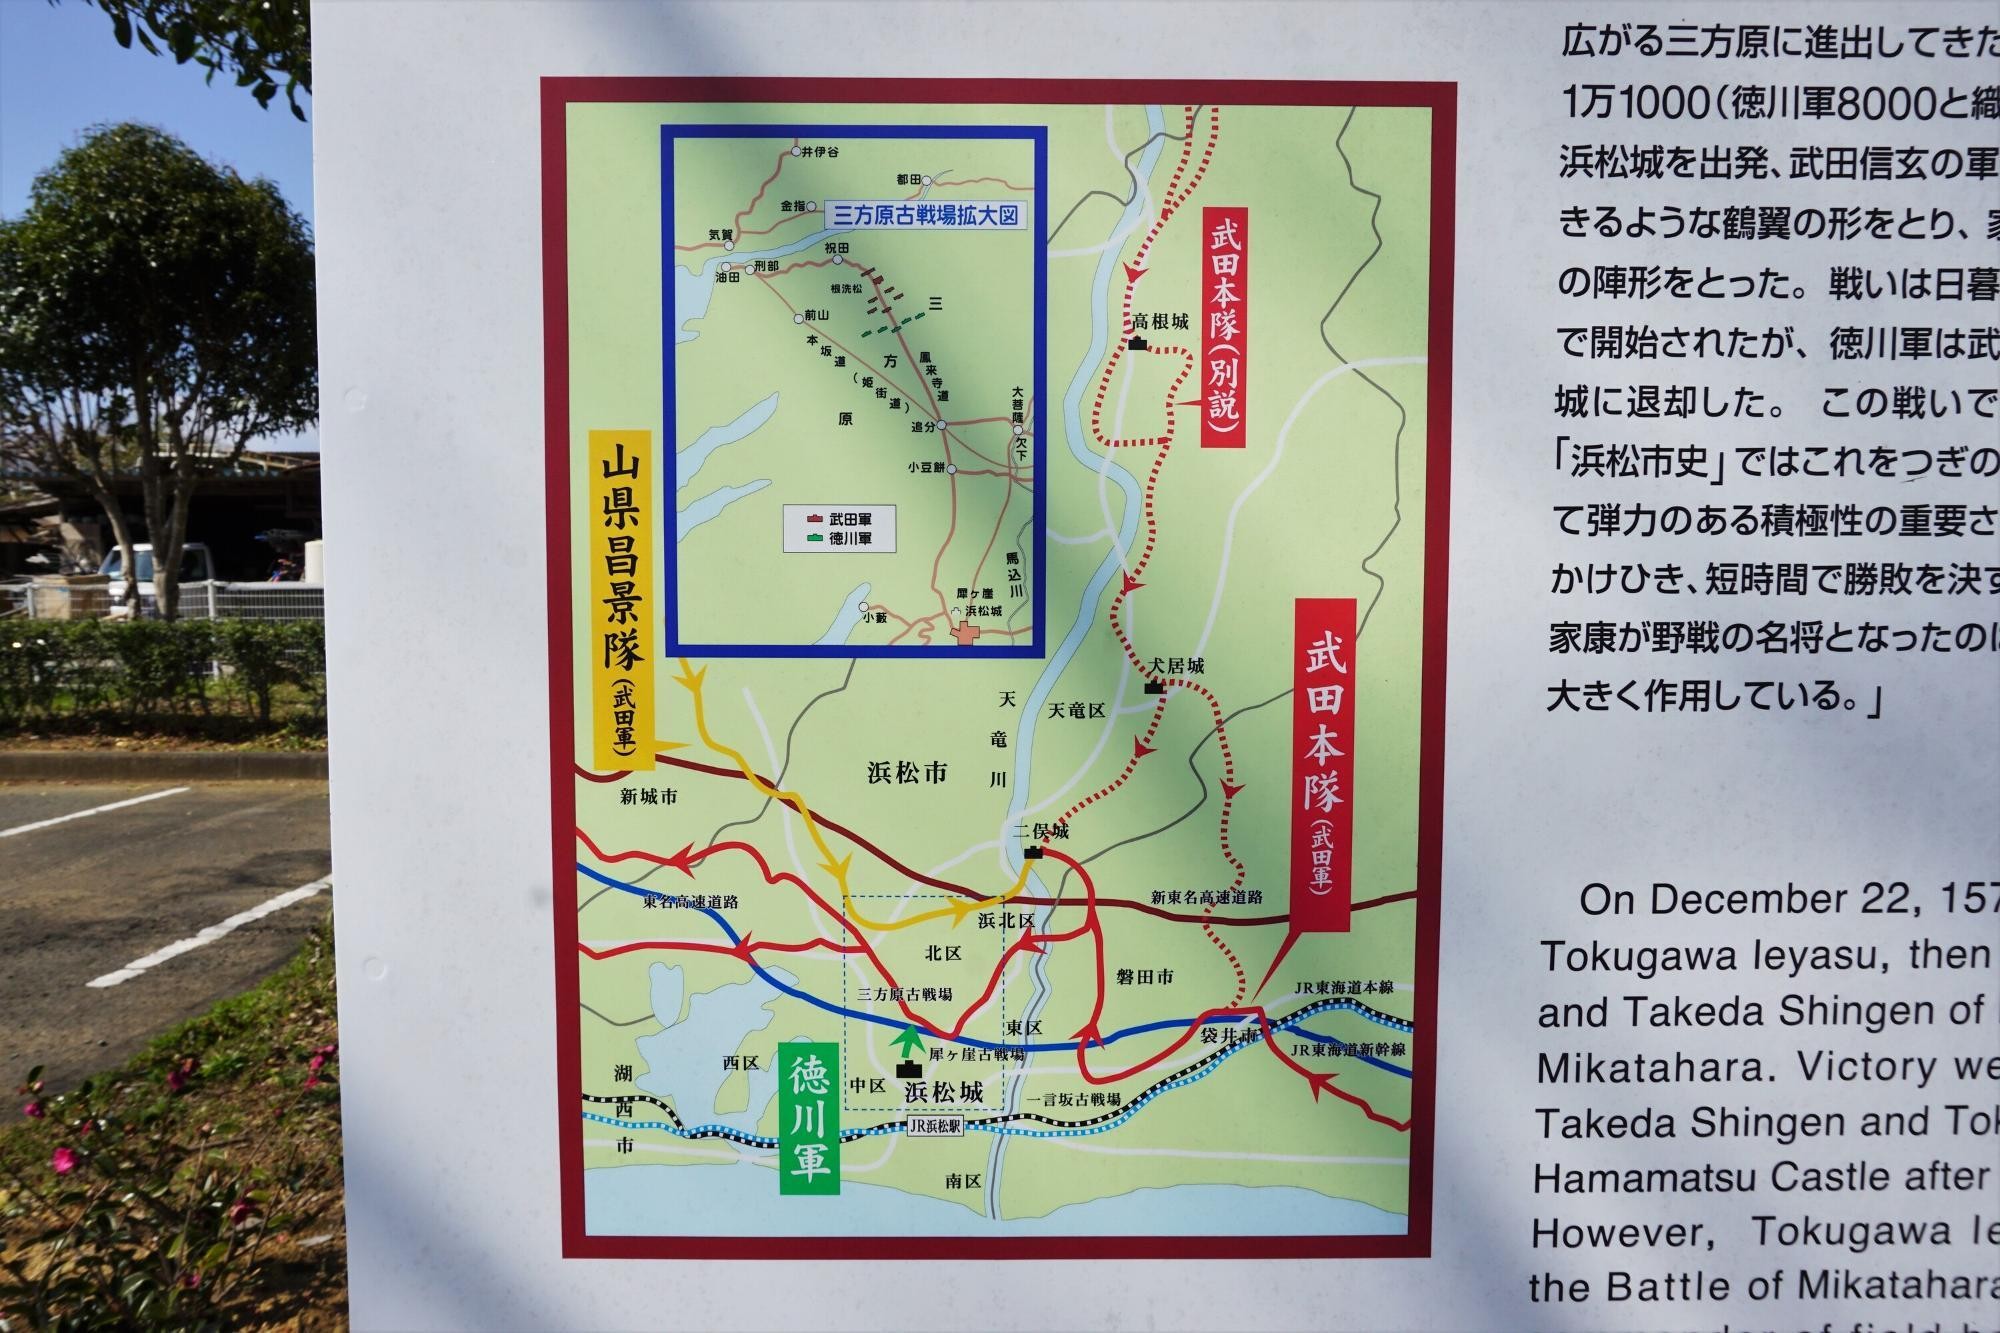 広がる三方原に進出してきた
1万1000(徳川軍8000と織
浜松城を出発、武田信玄の軍
きるような鶴翼の形をとり、家
の陣形をとった。戦いは日暮
で開始されたが、徳川軍は武
城に退却した。 この戦いで
「浜松市史」ではこれをつぎの
て弾力のある積極性の重要さ
かけひき、短時間で勝敗を決す
家康が野戦の名将となったのは
大きく作用している。」
On December 22, 157
Tokugawa Ieyasu, then
and Takeda Shingen of
Mikatahara. Victory we
Takeda Shingen and Tok
Hamamatsu Castle after
However, Tokugawa Ie
the Battle of Mikatahara
井伊谷
都田
金指
三方原古戦場拡大図
気賀
祝田
油田
刑部
根洗松
三
方
原
前山
本坂道(姫街道)
鳳来寺道
大菩薩
欠下
追分
小豆餅
武田軍
徳川軍
馬込川
犀ヶ崖
浜松城
小藪
武田本隊(別説)
高根城
山県昌景隊(武田軍)
武田本隊(武田軍)
犬居城
天竜川
天竜区
浜松市
新城市
二俣城
東名高速道路
新東名高速道路
浜北区
北区
磐田市
三方原古戦場
JR東海道本線
東区
袋井市
犀ヶ崖古戦場
JR東海道新幹線
西区
中区
浜松城
湖西市
徳川軍
一言坂古戦場
JR浜松駅
南区